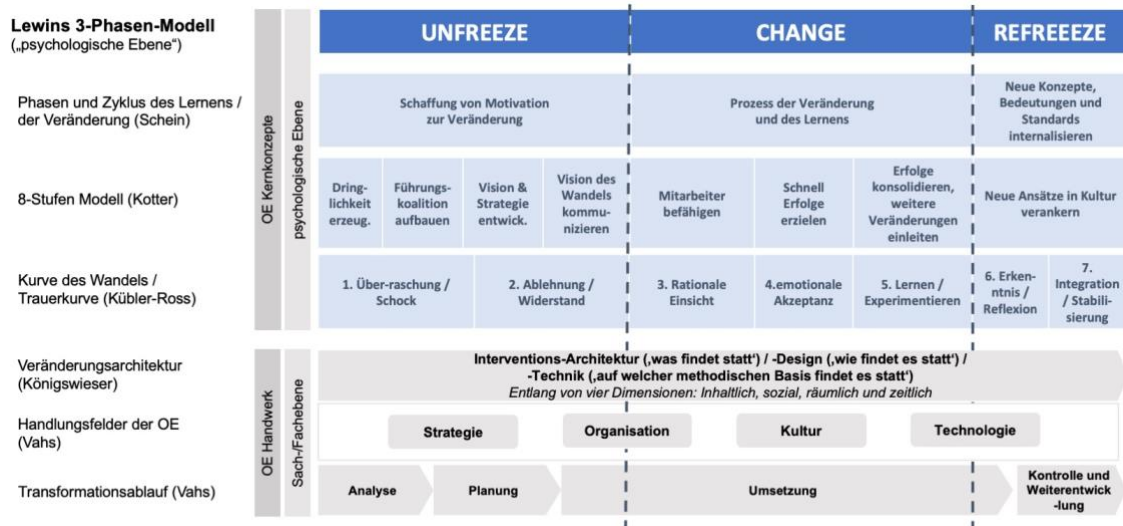 Lewins 3-Phasen-Modell
(„psychologische Ebene“)
UNFREEZE
CHANGE
REFREEEZE
OE Kernkonzepte
psychologische Ebene
Phasen und Zyklus des Lernens /
der Veränderung (Schein)
Schaffung von Motivation
zur Veränderung
Prozess der Veränderung
und des Lernens
Neue Konzepte,
Bedeutungen und
Standards
internalisieren
8-Stufen Modell (Kotter)
Dring-
lichkeit
erzeug.
Führungs-
koalition
aufbauen
Vision &
Strategie
entwick.
Vision des
Wandels
kommu-
nizieren
Mitarbeiter
befähigen
Schnell
Erfolge
erzielen
Erfolge
konsolidieren,
weitere
Veränderungen
einleiten
Neue Ansätze in Kultur
verankern
Kurve des Wandels /
Trauerkurve (Kübler-Ross)
1. Über-raschung /
Schock
2. Ablehnung /
Widerstand
3. Rationale
Einsicht
4.emotionale
Akzeptanz
5. Lernen /
Experimentieren
6. Erken-
ntnis /
Reflexion
7.
Integration
/ Stabili-
sierung
OE Handwerk
Sach-/Fachebene
Veränderungsarchitektur
(Königswieser)
Interventions-Architektur (‚was findet statt‘) / -Design (‚wie findet es statt‘) /
-Technik (‚auf welcher methodischen Basis findet es statt‘)
Entlang von vier Dimensionen: Inhaltlich, sozial, räumlich und zeitlich
Handlungsfelder der OE
(Vahs)
Strategie
Organisation
Kultur
Technologie
Transformationsablauf (Vahs)
Analyse
Planung
Umsetzung
Kontrolle und
Weiterentwick
-lung